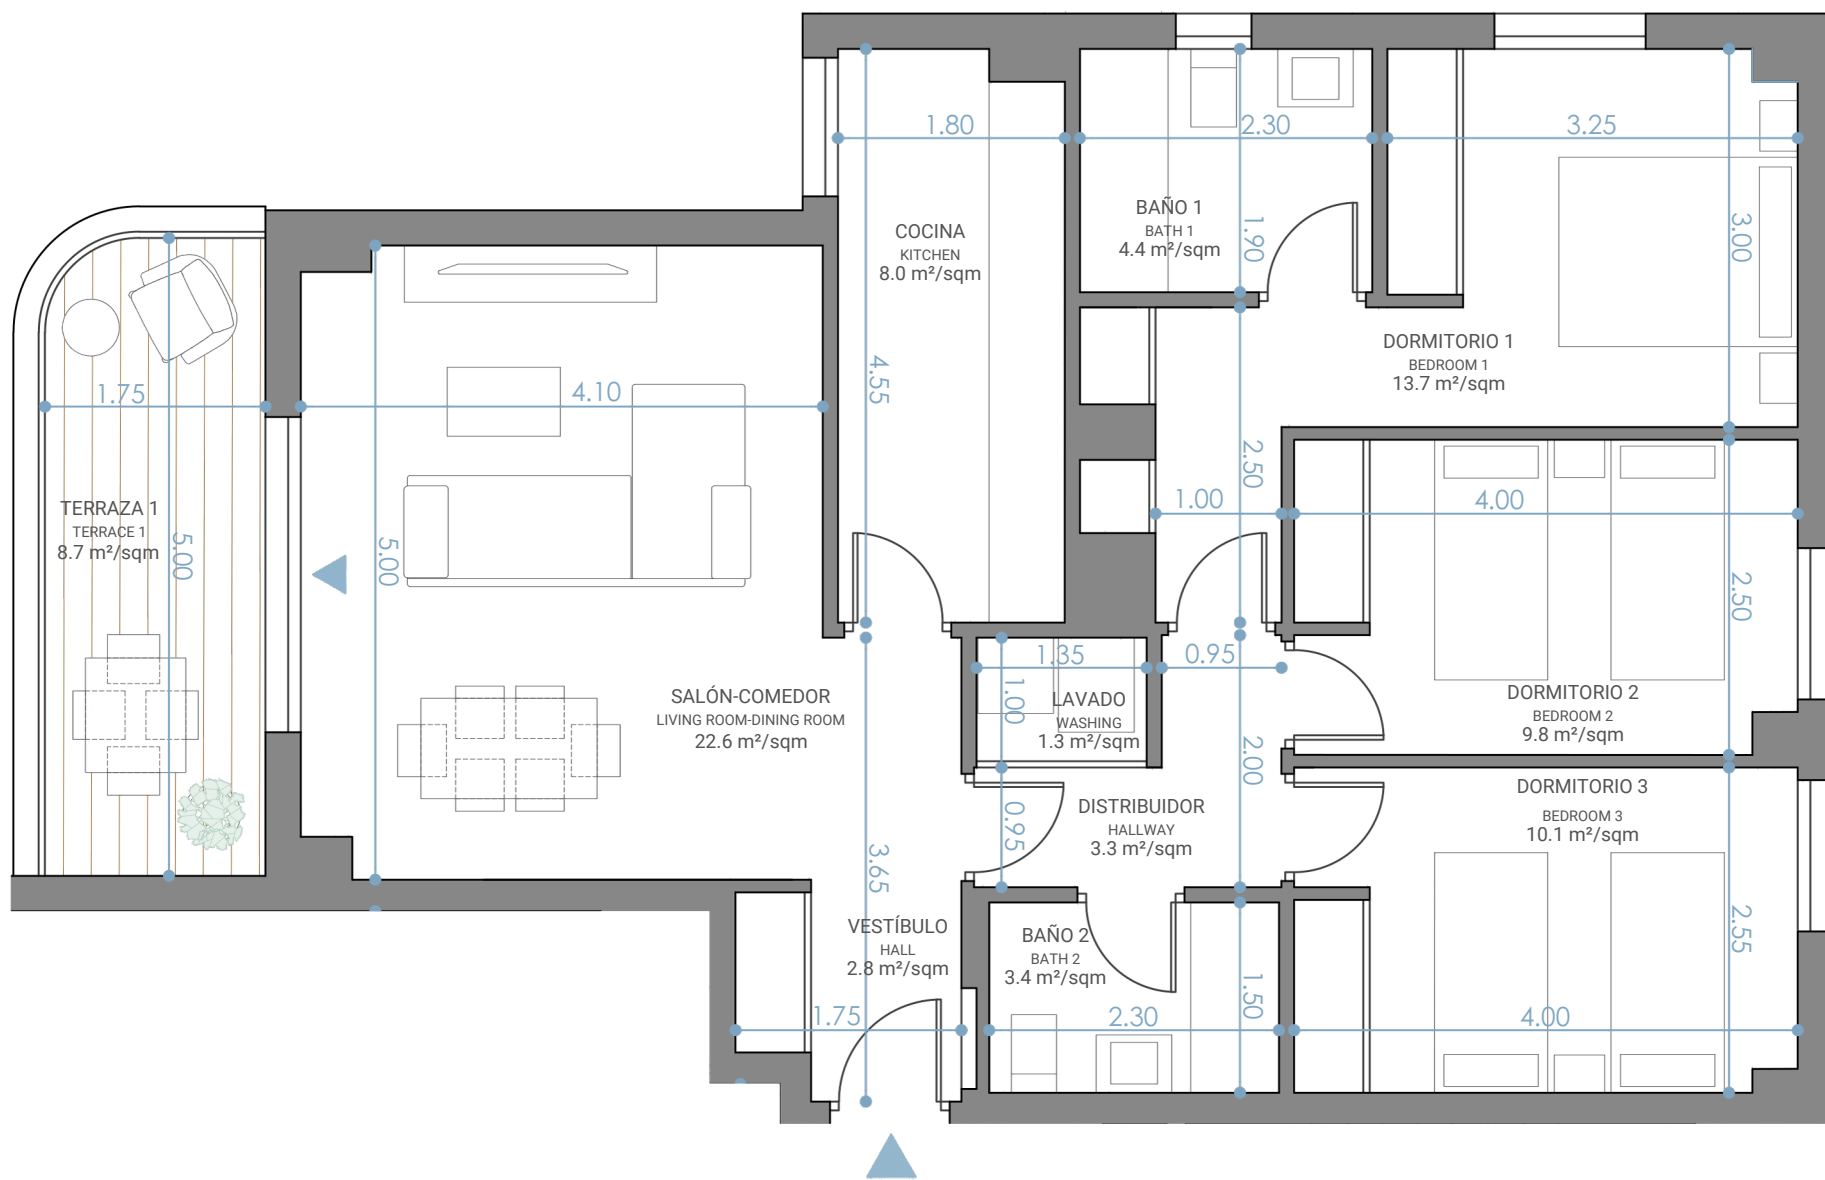 1.80
2.30
3.25
COCINA
KITCHEN
8.0 m²/sqm
BAÑO 1
BATH 1
4.4 m²/sqm
1.90
3.00
4.55
DORMITORIO 1
BEDROOM 1
13.7 m²/sqm
1.75
4.10
2.50
1.00
4.00
TERRAZA 1
TERRACE 1
8.7 m²/sqm
5.00
5.00
2.50
1.35
0.95
1.00
LAVADO
WASHING
1.3 m²/sqm
SALÓN-COMEDOR
LIVING ROOM-DINING ROOM
22.6 m²/sqm
DORMITORIO 2
BEDROOM 2
9.8 m²/sqm
2.00
DISTRIBUIDOR
HALLWAY
3.3 m²/sqm
0.95
DORMITORIO 3
BEDROOM 3
10.1 m²/sqm
3.65
VESTÍBULO
HALL
2.8 m²/sqm
BAÑO 2
BATH 2
3.4 m²/sqm
1.50
2.55
1.75
2.30
4.00